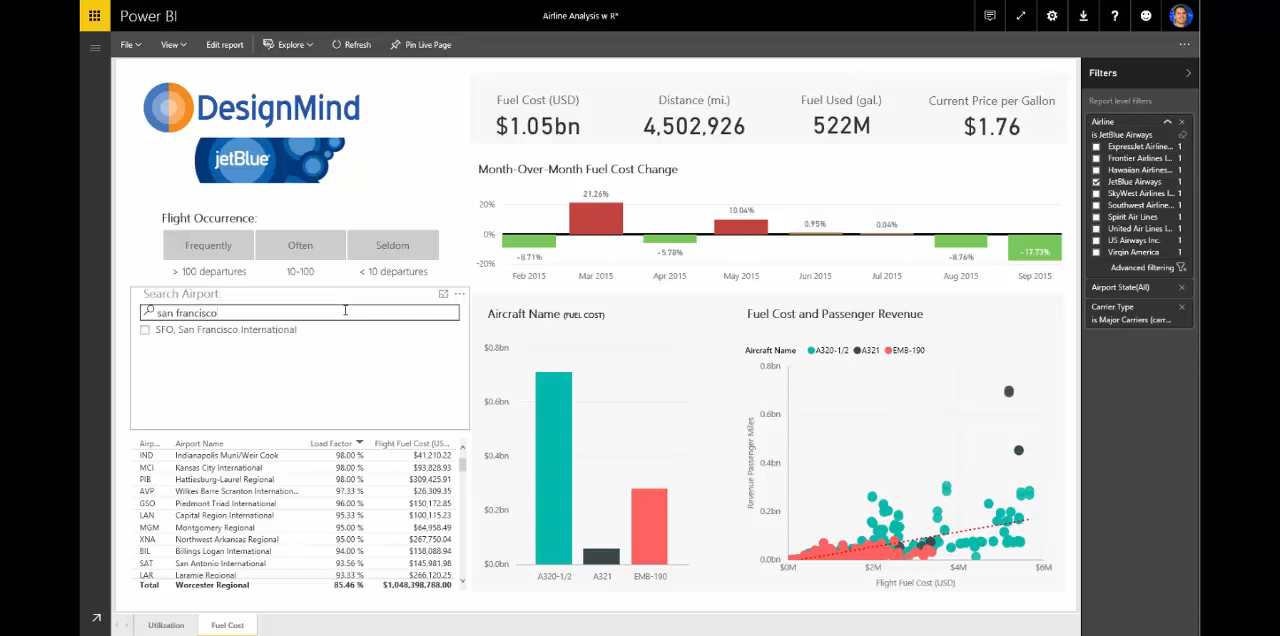 Power BI
Airline Analysis w R*
File View Edit report Explore Refresh Pin Live Page
DesignMind
jetBlue
Fuel Cost (USD) Distance (mi.) Fuel Used (gal.) Current Price per Gallon
$1.05bn 4,502,926 522M $1.76
Month-Over-Month Fuel Cost Change
20%
0%
-20%
21.26%
10.04%
0.95%
0.04%
-8.71%
-5.78%
-8.76%
-17.73%
Feb 2015 Mar 2015 Apr 2015 May 2015 Jun 2015 Jul 2015 Aug 2015 Sep 2015
Flight Occurrence:
Frequently Often Seldom
> 100 departures 10-100 < 10 departures
Search Airport:
san francisco
SFO, San Francisco International
Airp... Airport Name Load Factor Flight Fuel Cost (US...
IND Indianapolis Muni/Weir Cook 98.00 % $41,210.22
MCI Kansas City International 98.00 % $93,828.93
PIB Hattiesburg-Laurel Regional 98.00 % $309,425.91
AVP Wilkes Barre Scranton Internation... 97.33 % $26,309.35
GSO Piedmont Triad International 96.00 % $150,172.85
LAN Capital Region International 95.33 % $100,115.23
MGM Montgomery Regional 95.00 % $64,958.49
XNA Northwest Arkansas Regional 95.00 % $267,750.04
BIL Billings Logan International 94.00 % $158,088.94
SAT San Antonio International 93.56 % $145,981.98
LAR Laramie Regional 93.33 % $266,120.25
Total Worcester Regional 85.46 % $1,048,398,788.00
Aircraft Name (FUEL COST)
$0.8bn
$0.6bn
$0.4bn
$0.2bn
$0.0bn
A320-1/2 A321 EMB-190
Fuel Cost and Passenger Revenue
Aircraft Name A320-1/2 A321 EMB-190
Revenue Passenger Miles
0.8bn
0.6bn
0.4bn
0.2bn
0.0bn
$0M $2M $4M $6M
Flight Fuel Cost (USD)
Filters
Report level filters
Airline
is JetBlue Airways
ExpressJet Airline... 1
Frontier Airlines I... 1
Hawaiian Airlines... 1
JetBlue Airways 1
SkyWest Airlines I... 1
Southwest Airline... 1
Spirit Air Lines 1
United Air Lines I... 1
US Airways Inc. 1
Virgin America 1
Advanced filtering
Airport State(All)
Carrier Type
is Major Carriers (carr...
Utilization Fuel Cost